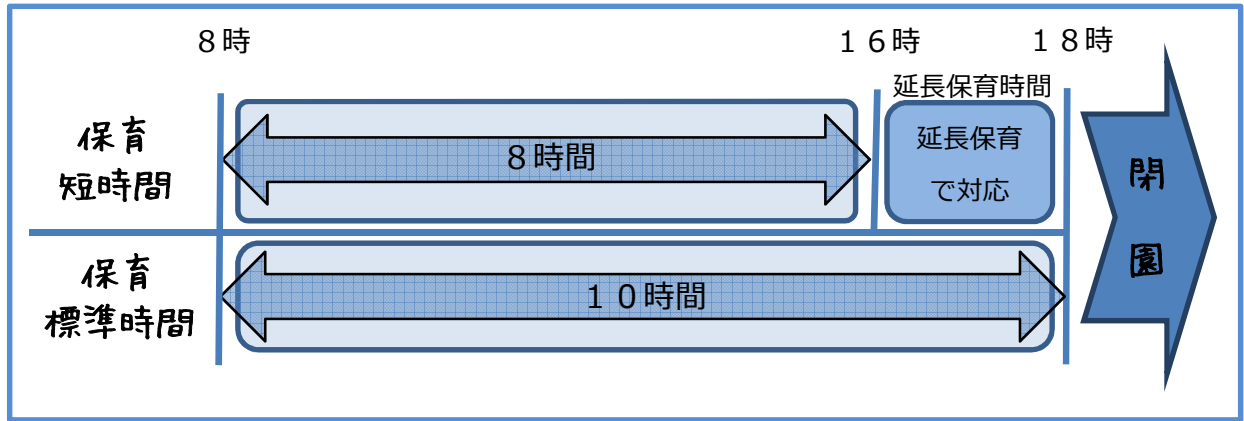 ８時
１６時
１８時
延長保育時間
保育
短時間
８時間
延長保育
で対応
保育
標準時間
１０時間
閉
園